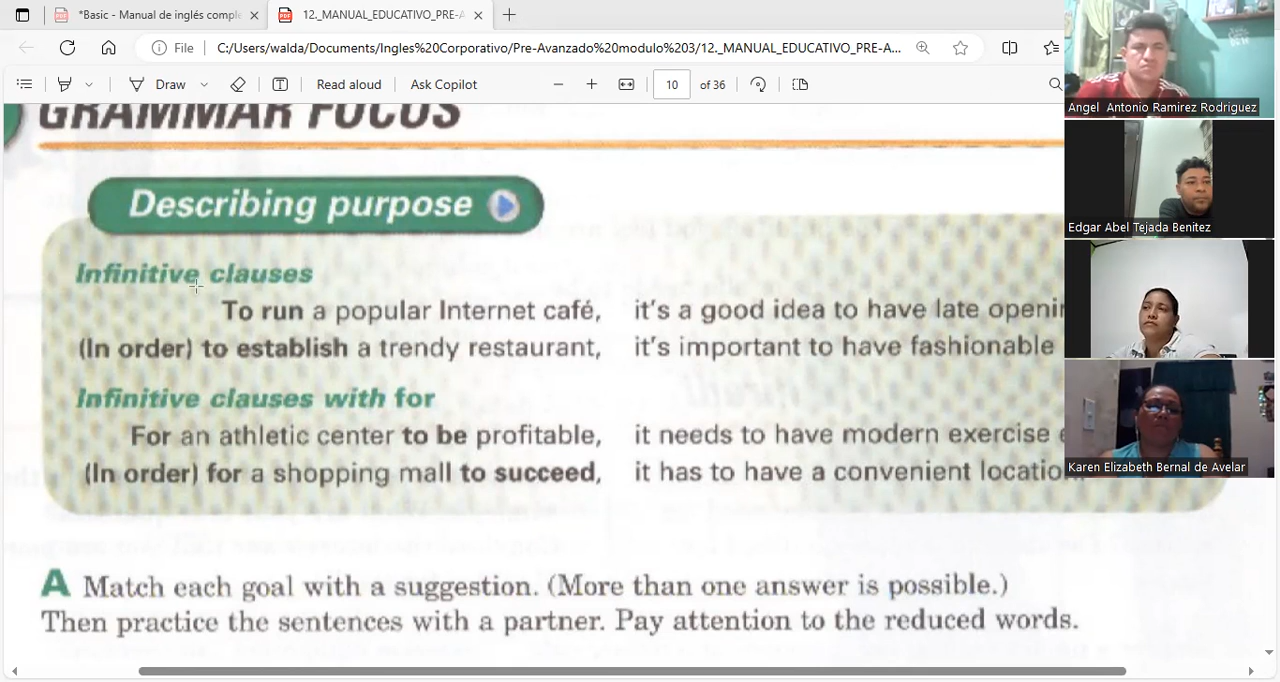 *Basic - Manual de inglés comple
12._MANUAL_EDUCATIVO_PRE-A
File
C:/Users/walda/Documents/Ingles%20Corporativo/Pre-Avanzado%20modulo%203/12._MANUAL_EDUCATIVO_PRE-A...
Draw
Read aloud
Ask Copilot
10 of 36
GRAMMAR FOCUS
Describing purpose
Infinitive clauses
To run a popular Internet café, it's a good idea to have late openin
(In order) to establish a trendy restaurant, it's important to have fashionable
Infinitive clauses with for
For an athletic center to be profitable, it needs to have modern exercise e
(In order) for a shopping mall to succeed, it has to have a convenient location.
A Match each goal with a suggestion. (More than one answer is possible.)
Then practice the sentences with a partner. Pay attention to the reduced words.
Angel Antonio Ramirez Rodriguez
Edgar Abel Tejada Benitez
Karen Elizabeth Bernal de Avelar